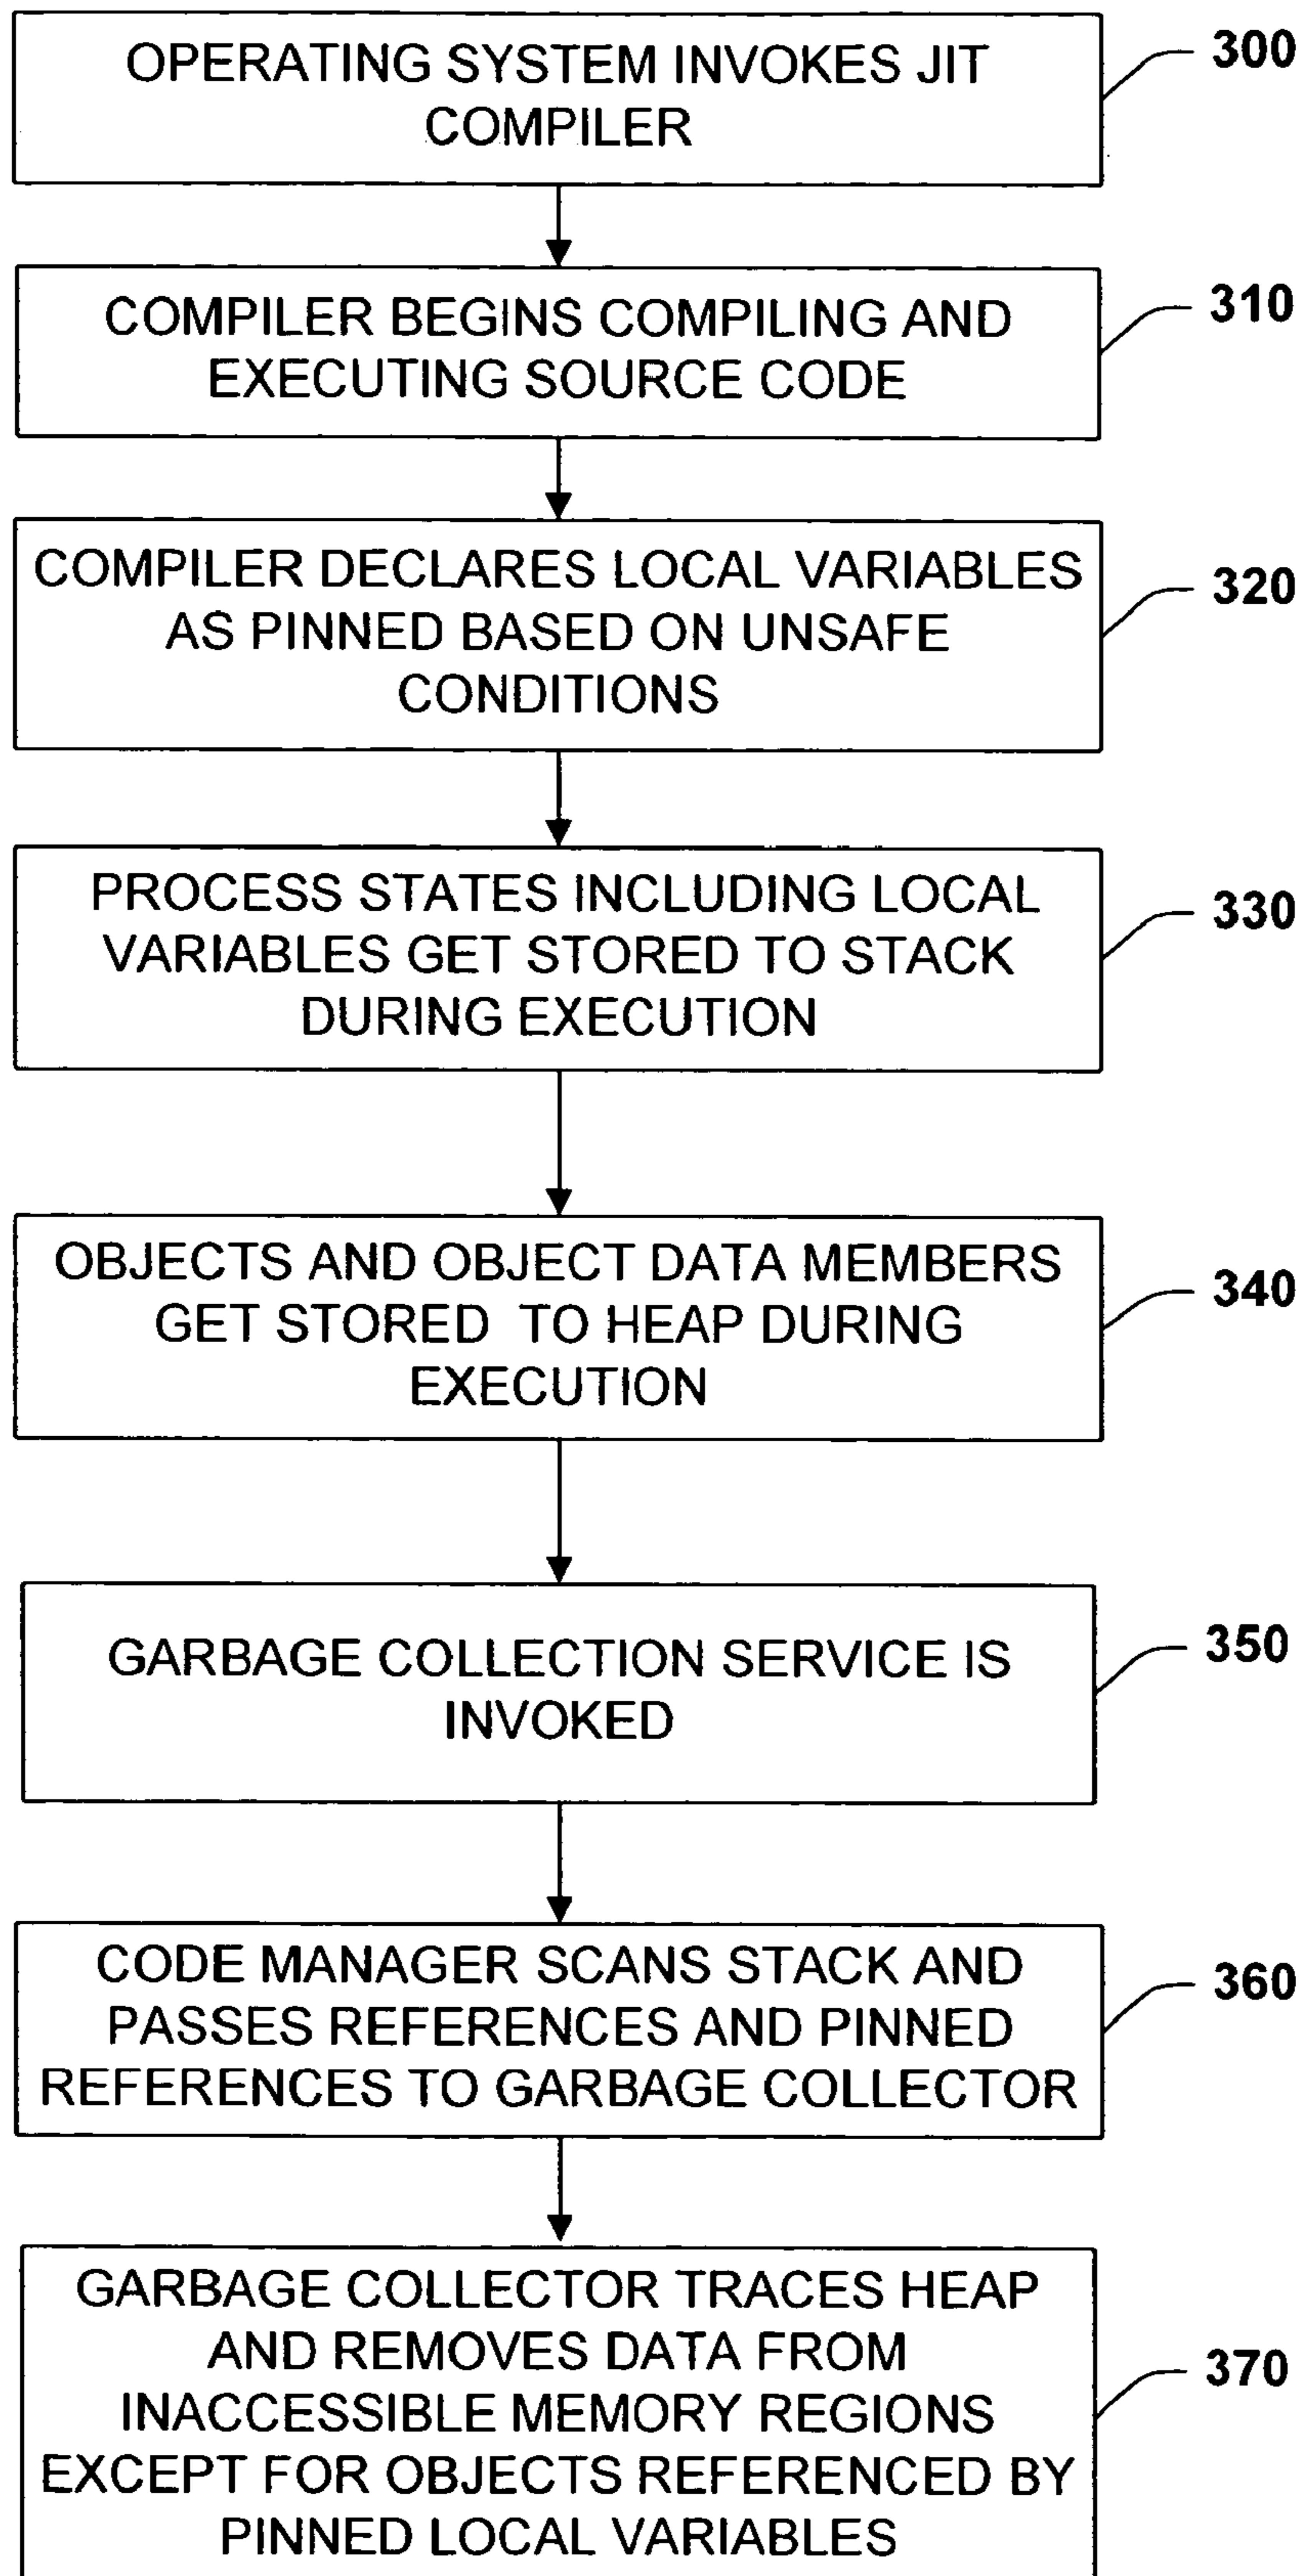 OPERATING SYSTEM INVOKES JIT
COMPILER
300
COMPILER BEGINS COMPILING AND
EXECUTING SOURCE CODE
310
COMPILER DECLARES LOCAL VARIABLES
AS PINNED BASED ON UNSAFE
CONDITIONS
320
PROCESS STATES INCLUDING LOCAL
VARIABLES GET STORED TO STACK
DURING EXECUTION
330
OBJECTS AND OBJECT DATA MEMBERS
GET STORED TO HEAP DURING
EXECUTION
340
GARBAGE COLLECTION SERVICE IS
INVOKED
350
CODE MANAGER SCANS STACK AND
PASSES REFERENCES AND PINNED
REFERENCES TO GARBAGE COLLECTOR
360
GARBAGE COLLECTOR TRACES HEAP
AND REMOVES DATA FROM
INACCESSIBLE MEMORY REGIONS
EXCEPT FOR OBJECTS REFERENCED BY
PINNED LOCAL VARIABLES
370